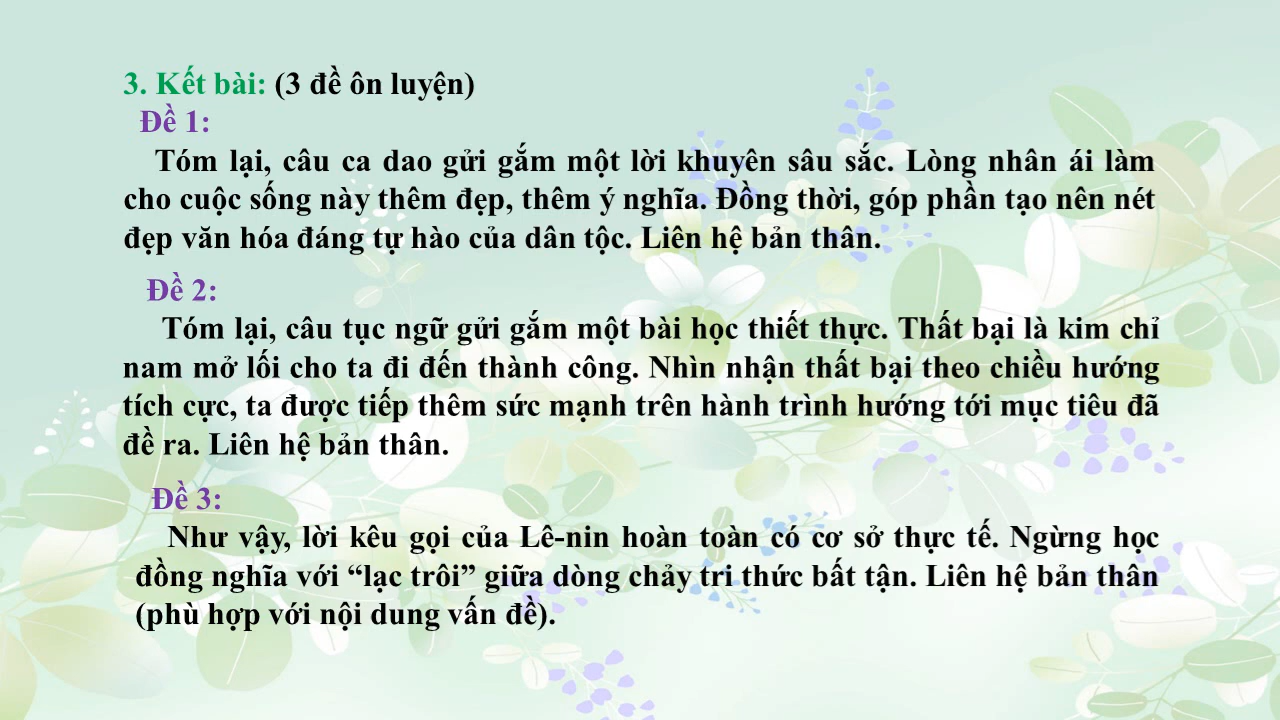 3. Kết bài: (3 đề ôn luyện)
Đề 1:
Tóm lại, câu ca dao gửi gắm một lời khuyên sâu sắc. Lòng nhân ái làm
cho cuộc sống này thêm đẹp, thêm ý nghĩa. Đồng thời, góp phần tạo nên nét
đẹp văn hóa đáng tự hào của dân tộc. Liên hệ bản thân.
Đề 2:
Tóm lại, câu tục ngữ gửi gắm một bài học thiết thực. Thất bại là kim chỉ
nam mở lối cho ta đi đến thành công. Nhìn nhận thất bại theo chiều hướng
tích cực, ta được tiếp thêm sức mạnh trên hành trình hướng tới mục tiêu đã
đề ra. Liên hệ bản thân.
Đề 3:
Như vậy, lời kêu gọi của Lê-nin hoàn toàn có cơ sở thực tế. Ngừng học
đồng nghĩa với “lạc trôi” giữa dòng chảy tri thức bất tận. Liên hệ bản thân
(phù hợp với nội dung vấn đề).